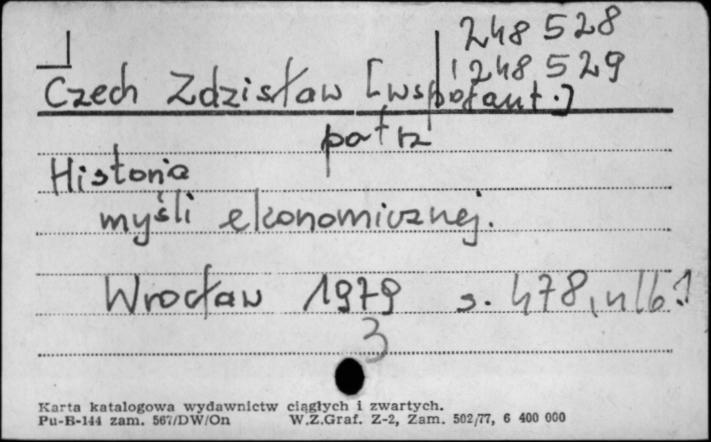 248 528
248 529
Czech Zdzisław [współaut.]
patrz
Historia
myśli ekonomicznej.
Wrocław 1979 s. 478, nlb. 1
3
Karta katalogowa wydawnictw ciągłych i zwartych.
Pu-B-144 zam. 567/DW/On W.Z.Graf. Z-2, Zam. 502/77, 6 400 000